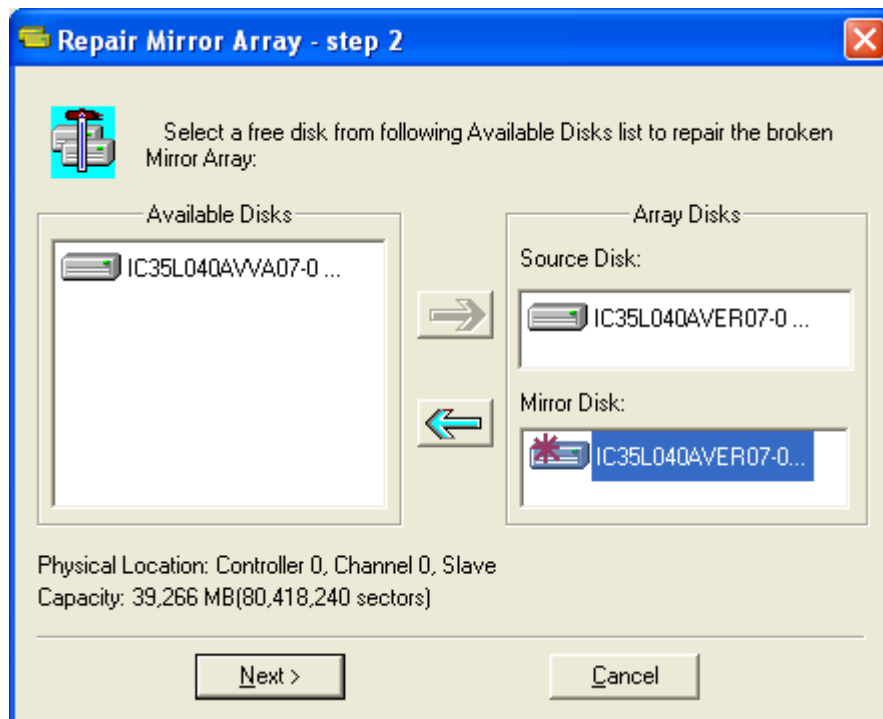 Repair Mirror Array - step 2
Select a free disk from following Available Disks list to repair the broken
Mirror Array:
Available Disks
IC35L040AVVA07-0 ...
Array Disks
Source Disk:
IC35L040AVER07-0 ...
Mirror Disk:
IC35L040AVER07-0...
Physical Location: Controller 0, Channel 0, Slave
Capacity: 39,266 MB(80,418,240 sectors)
Next >
Cancel